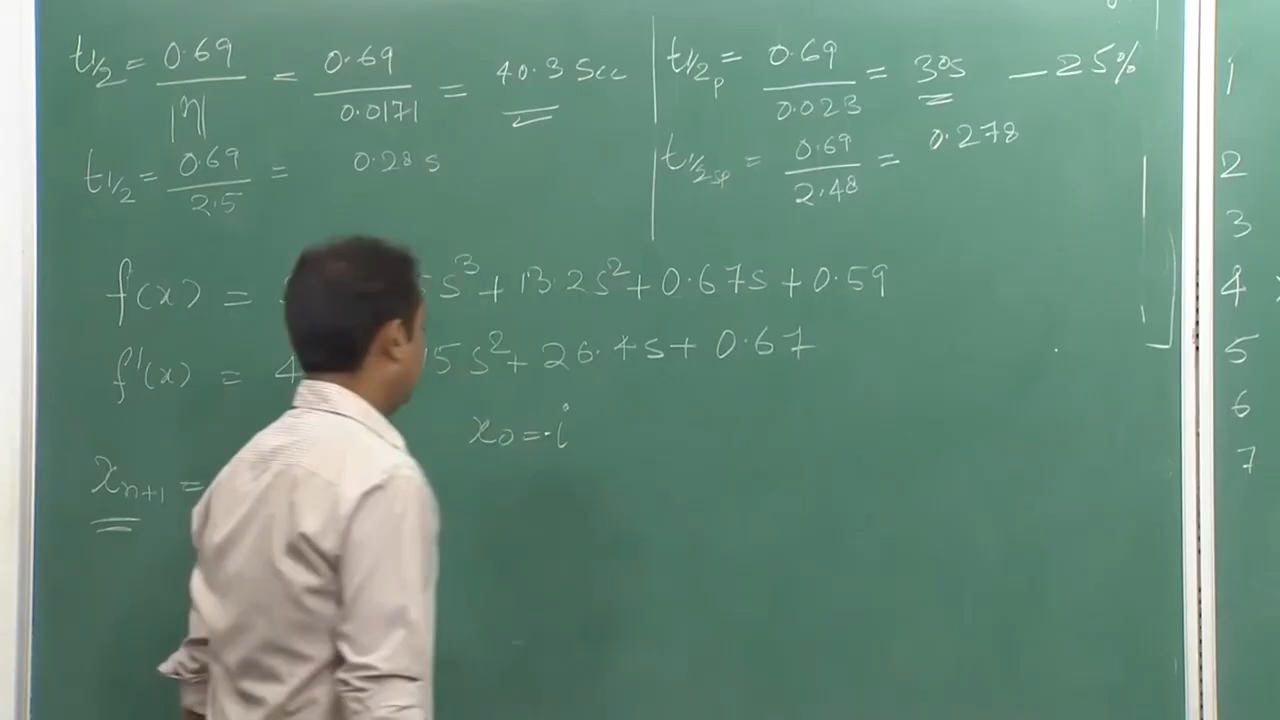 t1/2 = 0.69 / |η| = 0.69 / 0.0171 = 40.3 Sec
t1/2 = 0.69 / 2.5 = 0.28 s
t1/2p = 0.69 / 0.023 = 30s — 25%
t1/2sp = 0.69 / 2.48 = 0.278
f(x) = s³ + 13.2s² + 0.67s + 0.59
f'(x) = 4 15s² + 26.4s + 0.67
x0 = -i
xn+1 =
1
2
3
4
5
6
7